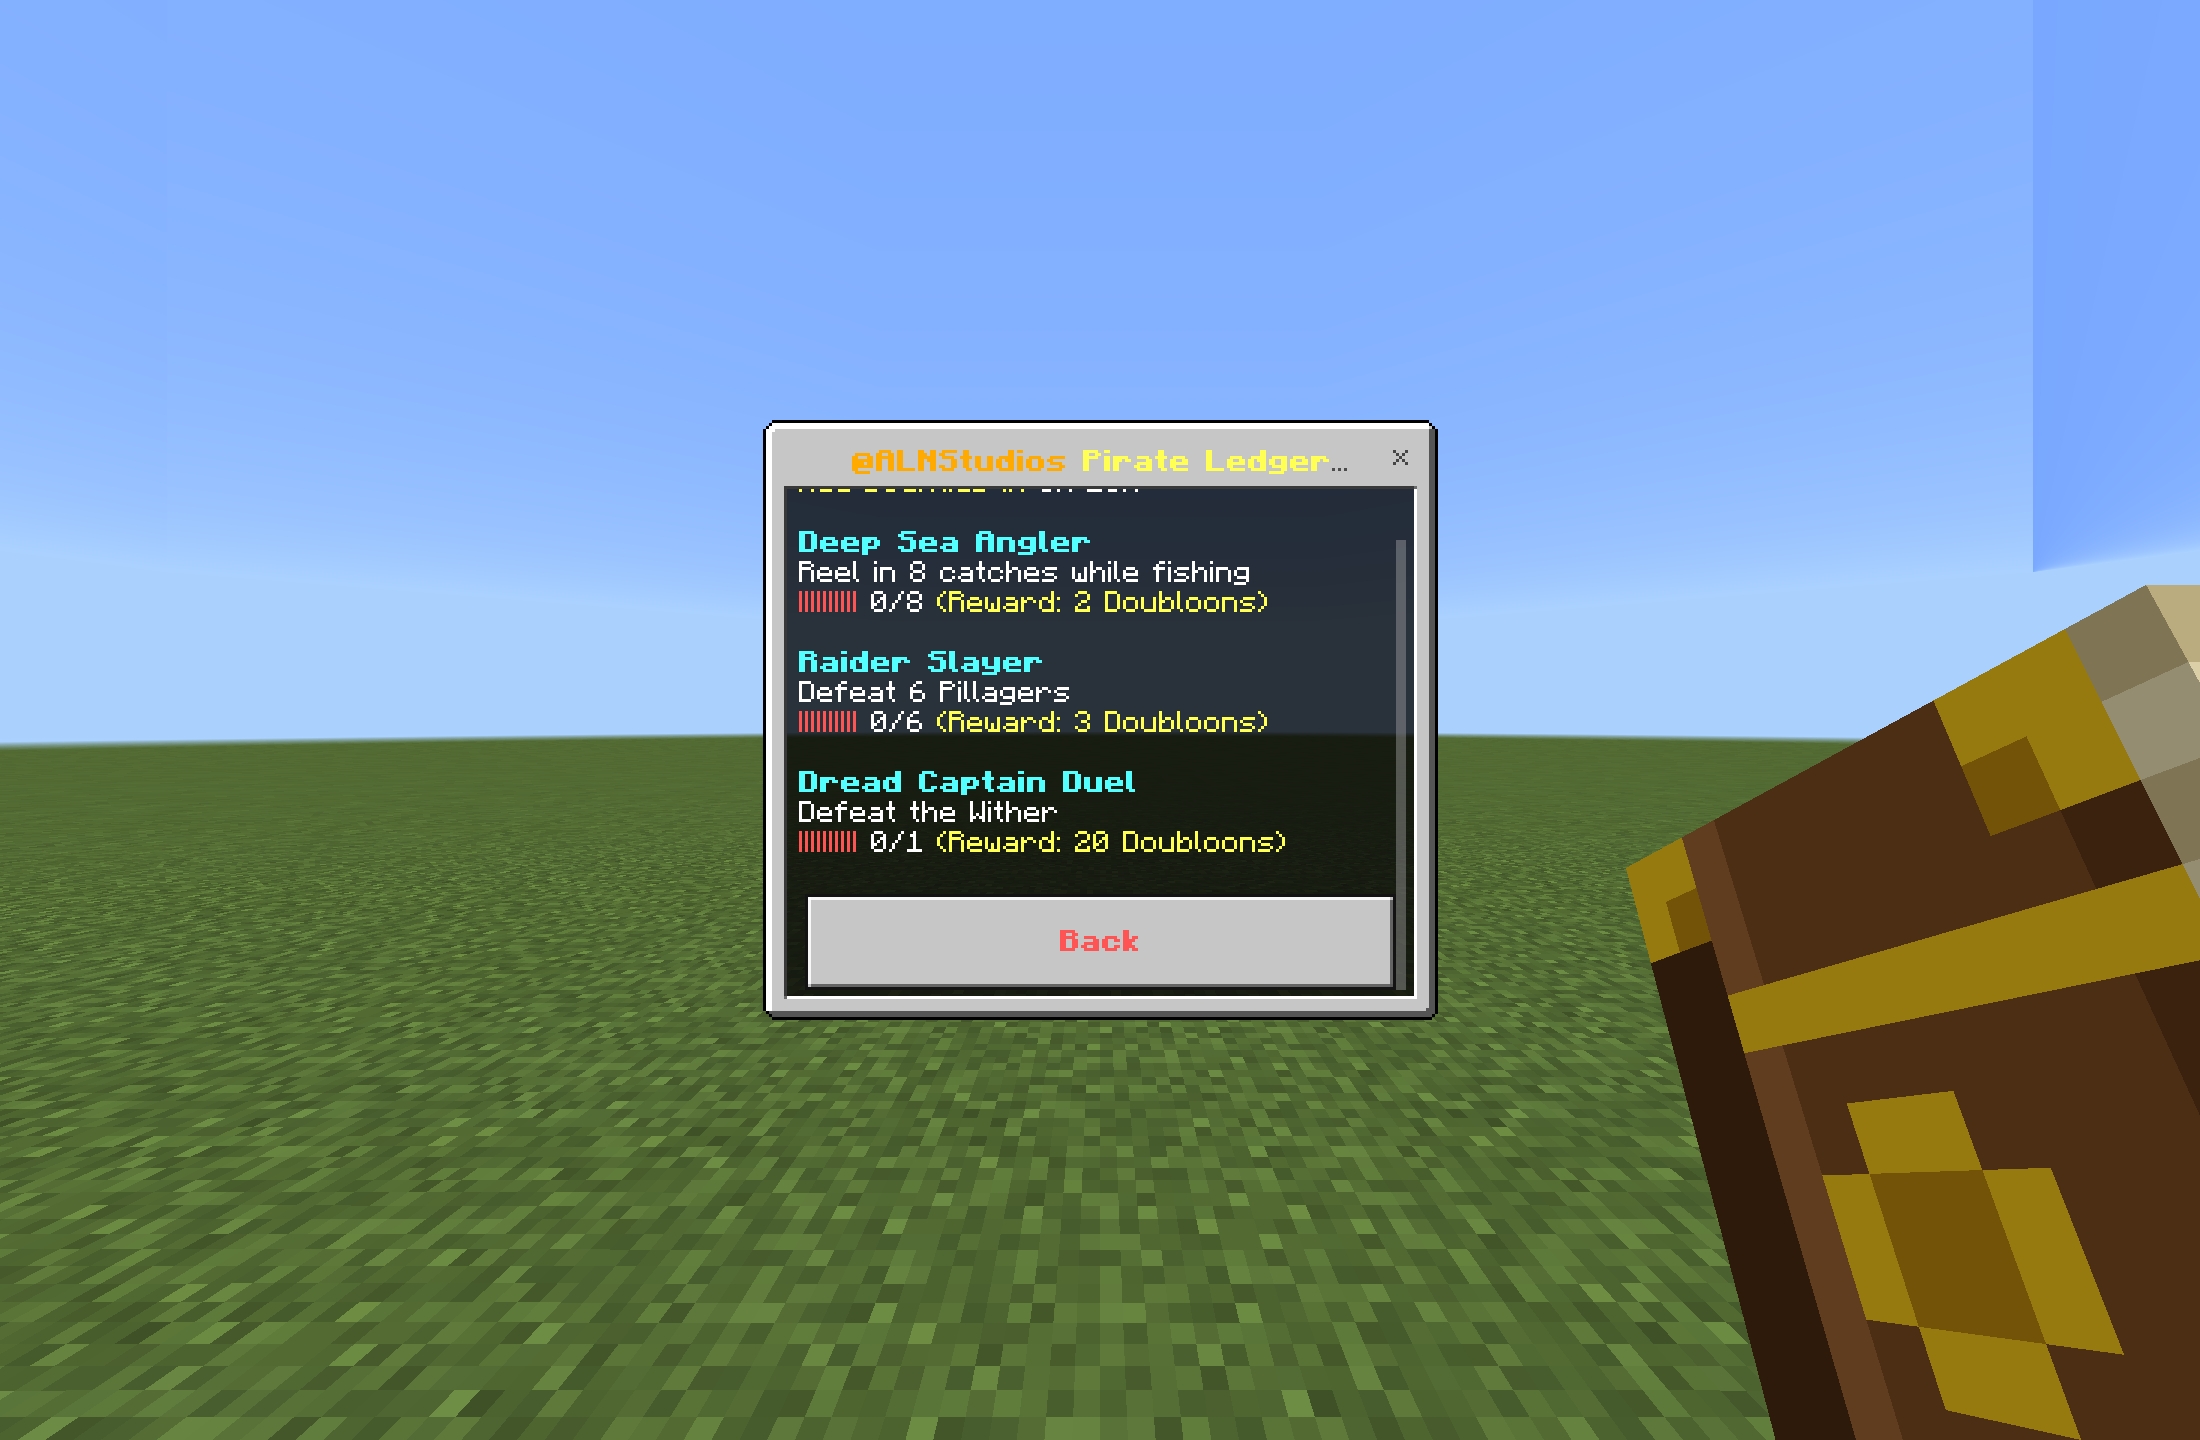 @ALNStudios Pirate Ledger...
Deep Sea Angler
Reel in 8 catches while fishing
0/8 (Reward: 2 Doubloons)
Raider Slayer
Defeat 6 Pillagers
0/6 (Reward: 3 Doubloons)
Dread Captain Duel
Defeat the Wither
0/1 (Reward: 20 Doubloons)
Back